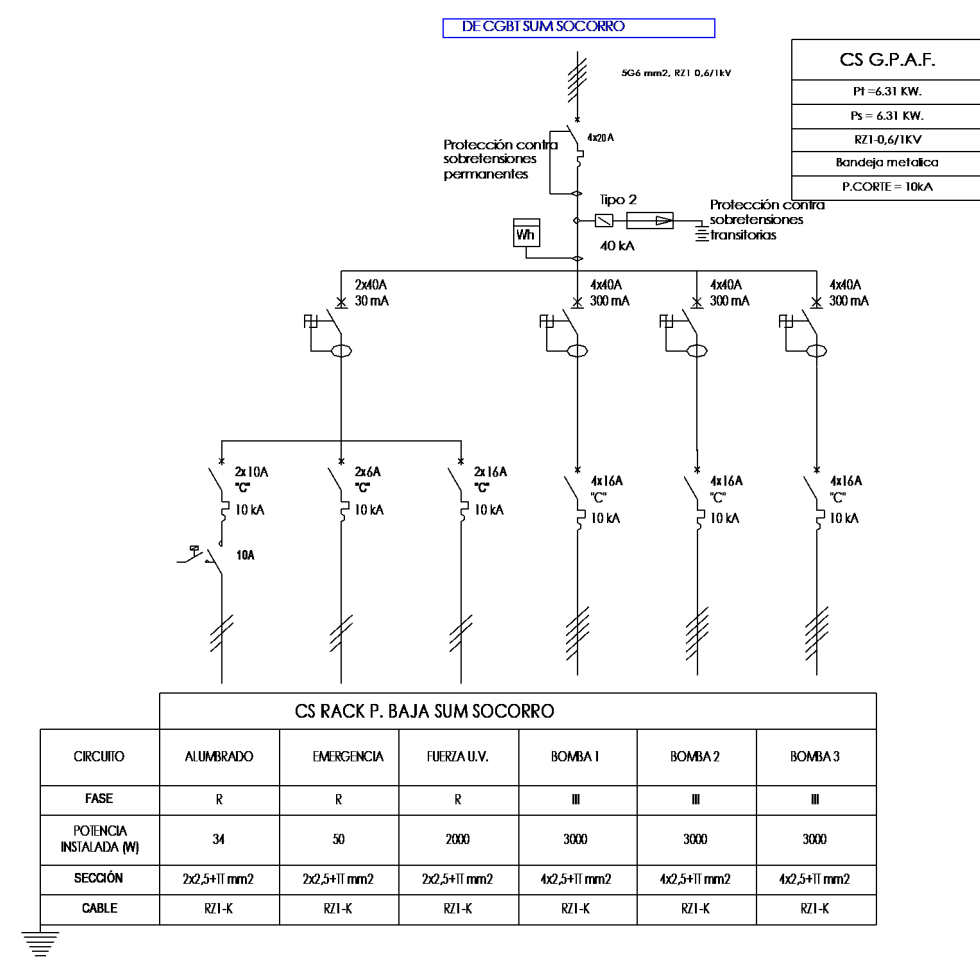 DE CGBT SUM SOCORRO
5G6 mm2, RZ1 0,6/1kV
CS G.P.A.F.
Pt =6.31 KW.
Ps = 6.31 KW.
RZ1-0,6/1KV
Bandeja metalica
P.CORTE = 10kA
4x20A
Protección contra
sobretensiones
permanentes
Tipo 2
40 kA
Protección contra
sobretensiones
transitorias
Wh
2x40A
30 mA
4x40A
300 mA
4x40A
300 mA
4x40A
300 mA
2x10A
"C"
10 kA
2x6A
"C"
10 kA
2x16A
"C"
10 kA
4x16A
"C"
10 kA
4x16A
"C"
10 kA
4x16A
"C"
10 kA
10A
CS RACK P. BAJA SUM SOCORRO
CIRCUITO ALUMBRADO EMERGENCIA FUERZA U.V. BOMBA 1 BOMBA 2 BOMBA 3
FASE R R R III III III
POTENCIA
INSTALADA (W) 34 50 2000 3000 3000 3000
SECCIÓN 2x2,5+TT mm2 2x2,5+TT mm2 2x2,5+TT mm2 4x2,5+TT mm2 4x2,5+TT mm2 4x2,5+TT mm2
CABLE RZ1-K RZ1-K RZ1-K RZ1-K RZ1-K RZ1-K